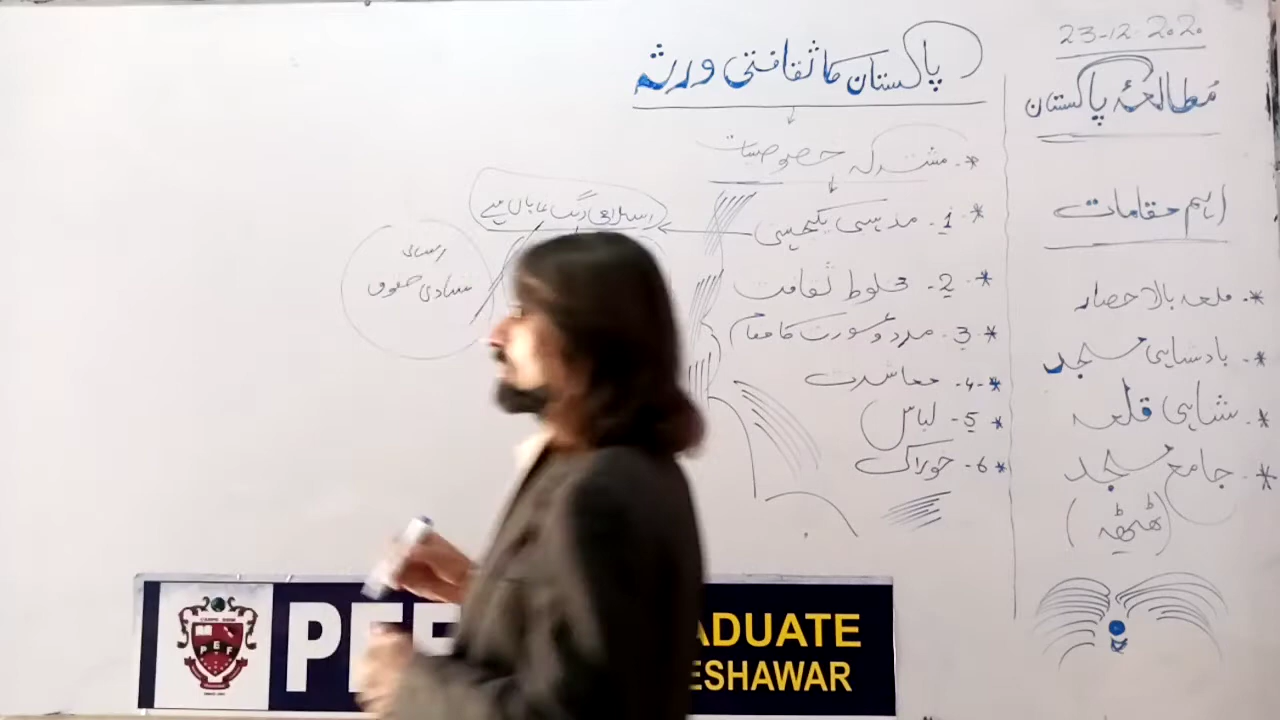 23-12-2020
مُطالعۂ پاکستان
اہم مقامات
*۔ قلعہ بالا حصار
*۔ بادشاہی مسجد
*۔ شاہی قلعہ
*۔ جامع مسجد
(ٹھٹھہ)
پاکستان کا ثقافتی ورثہ
*۔ مشترکہ خصوصیات
* 1۔ مذہبی یکجہتی
* 2۔ مخلوط ثقافت
* 3۔ مرد و عورت کا مقام
* 4۔ معاشرت
* 5۔ لباس
* 6۔ خوراک
اسلامی رنگ نمایاں ہے
بنیادی حقوق
PEF
P E F
ADUATE
ESHAWAR